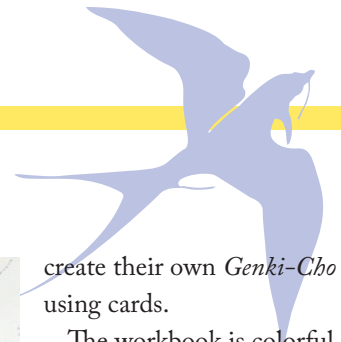 create their own Genki-Cho
using cards.
The workbook is colorful